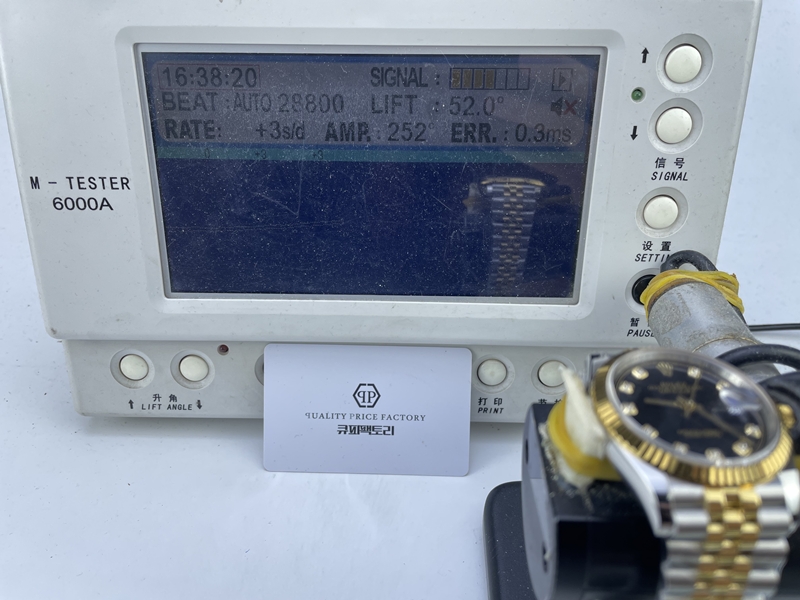 16:38:20 SIGNAL :
BEAT : AUTO 28800 LIFT : 52.0°
RATE: +3s/d AMP. : 252° ERR. : 0.3ms
M - TESTER
6000A
↑
↓
信号
SIGNAL
设置
SETTIN
暂
PAUSE
升角
↑ LIFT ANGLE ↓
打印
PRINT
PP
QUALITY PRICE FACTORY
큐피팩토리